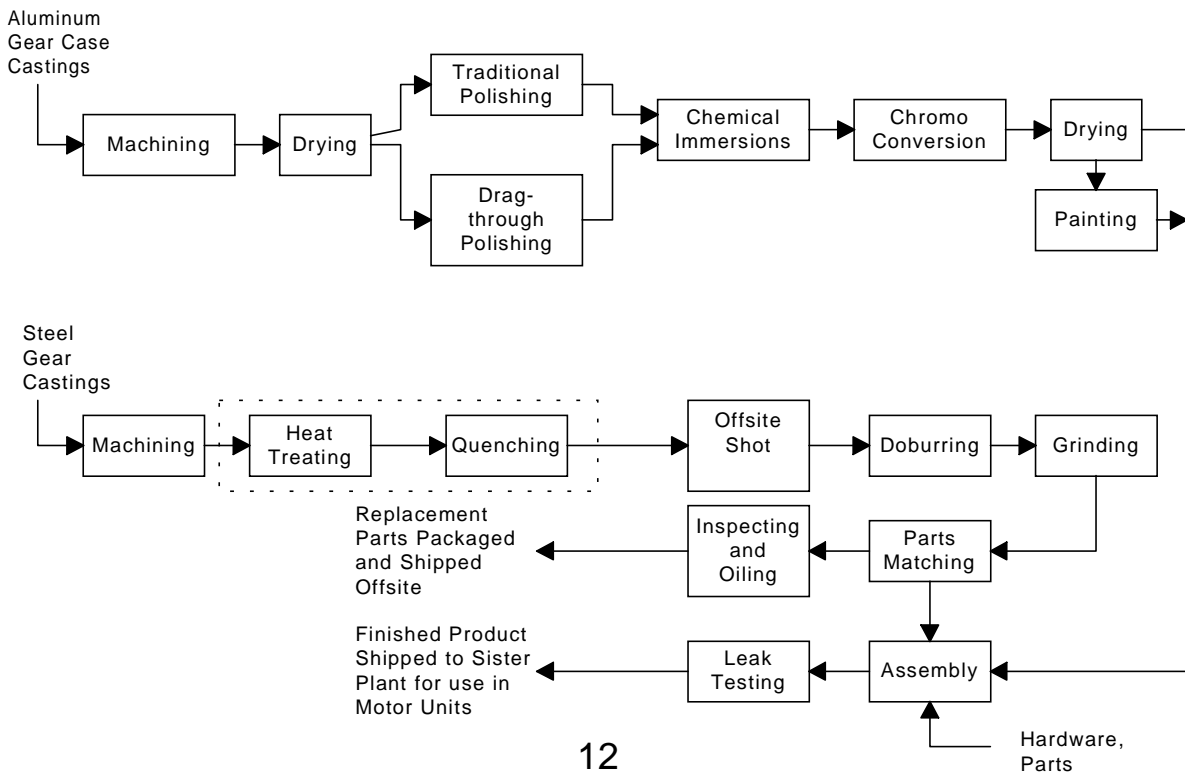 Aluminum
Gear Case
Castings
Machining
Drying
Traditional
Polishing
Drag-
through
Polishing
Chemical
Immersions
Chromo
Conversion
Drying
Painting
Steel
Gear
Castings
Machining
Heat
Treating
Quenching
Offsite
Shot
Doburring
Grinding
Replacement
Parts Packaged
and Shipped
Offsite
Inspecting
and
Oiling
Parts
Matching
Finished Product
Shipped to Sister
Plant for use in
Motor Units
Leak
Testing
Assembly
Hardware,
Parts
12